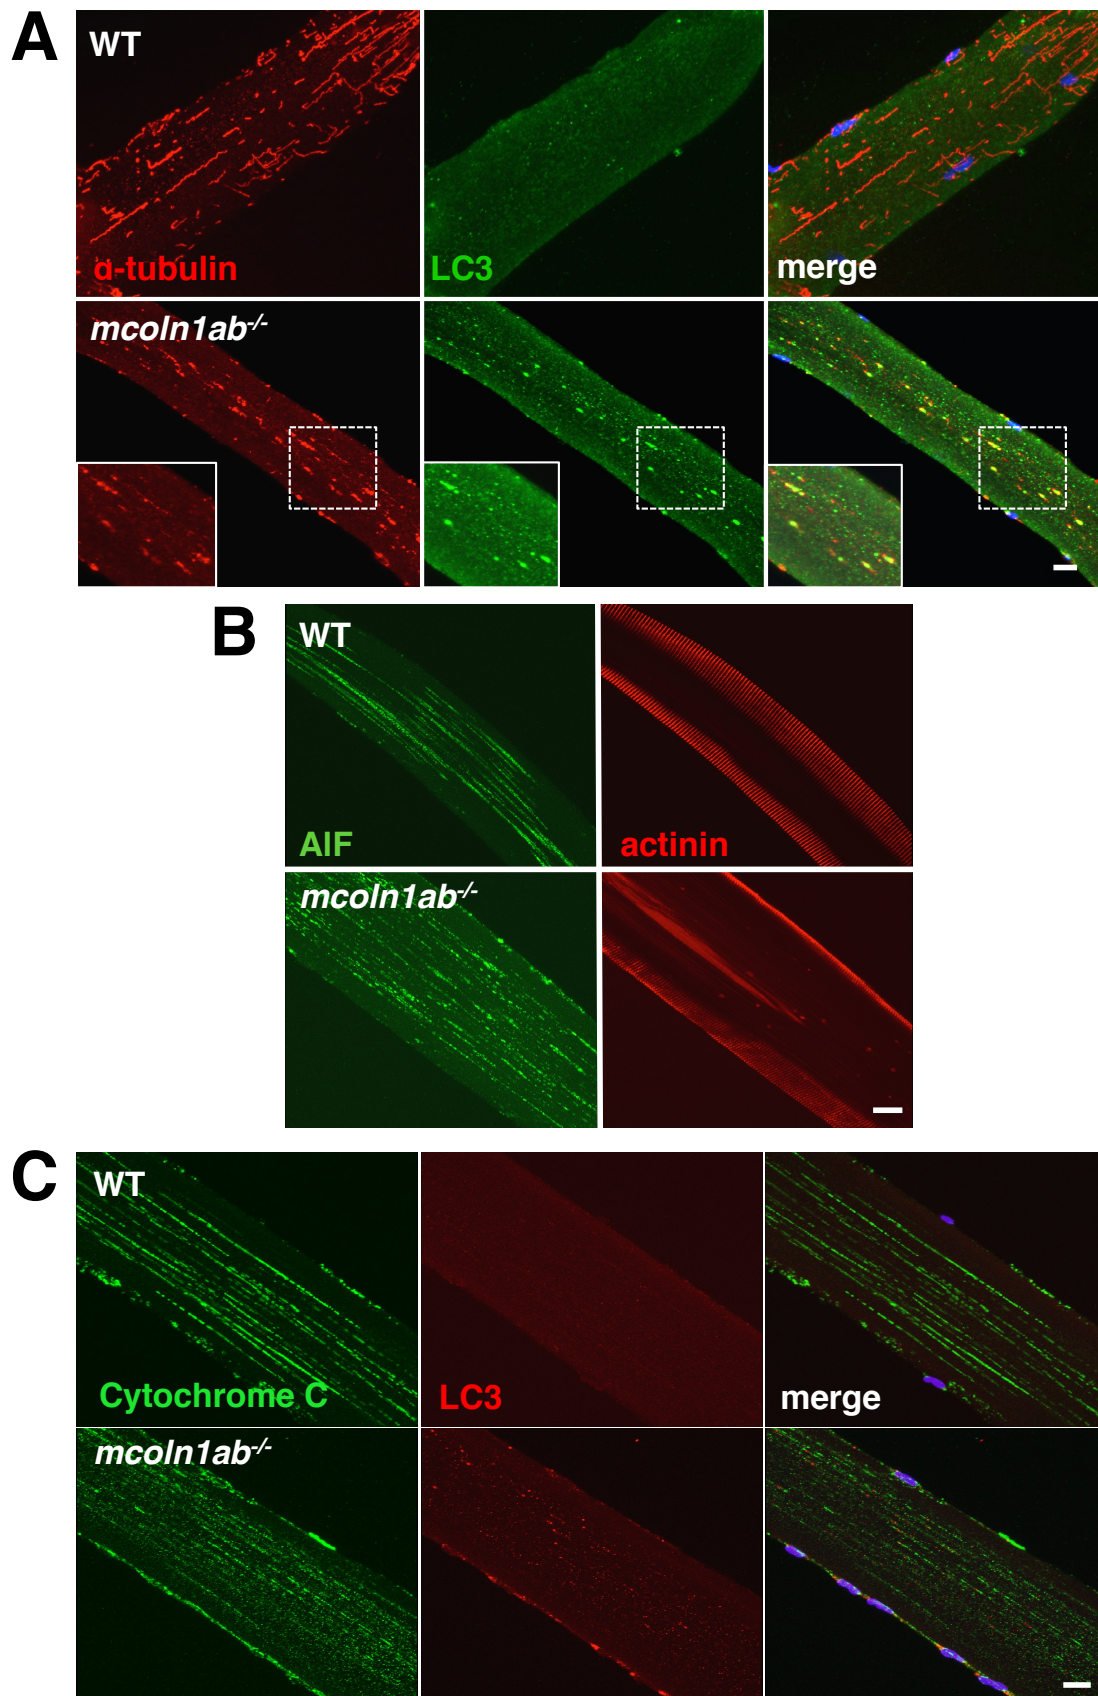 A
WT
α-tubulin
LC3
merge
mcoln1ab-/-
B
WT
AIF
actinin
mcoln1ab-/-
C
WT
Cytochrome C
LC3
merge
mcoln1ab-/-